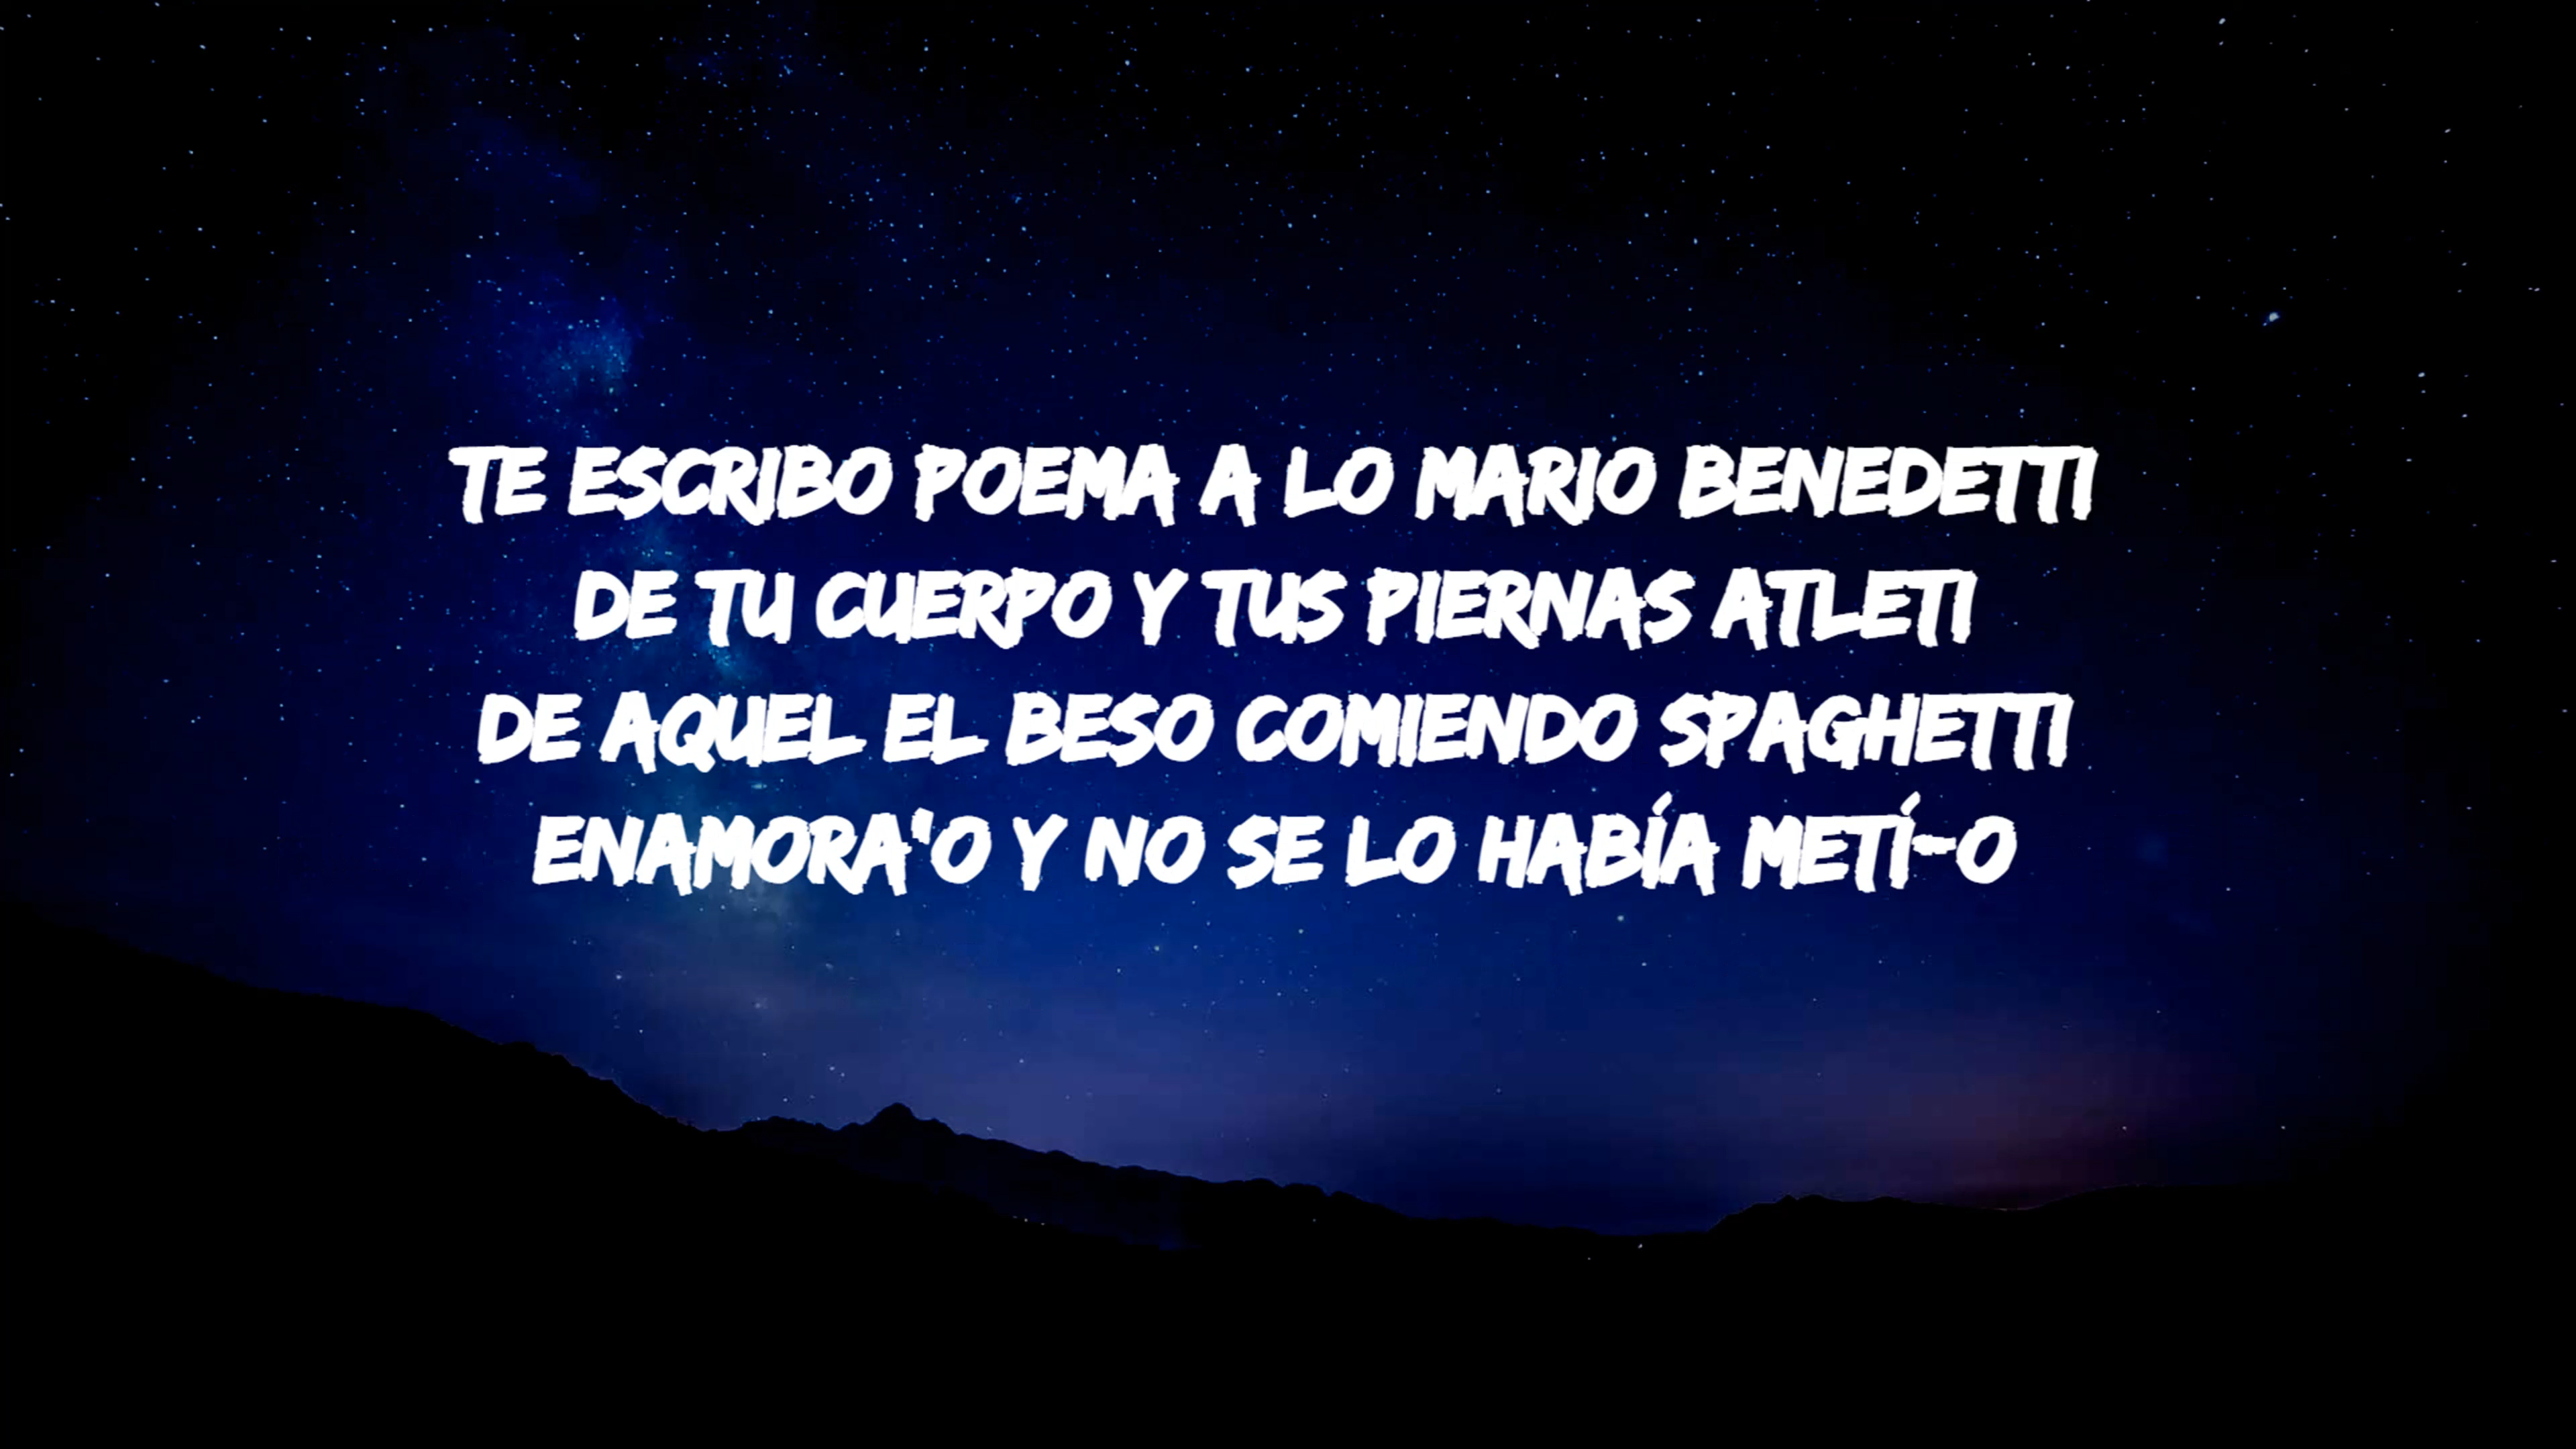 TE ESCRIBO POEMA A LO MARIO BENEDETTI
DE TU CUERPO Y TUS PIERNAS ATLETI
DE AQUEL EL BESO COMIENDO SPAGHETTI
ENAMORA'O Y NO SE LO HABÍA METÍ-O